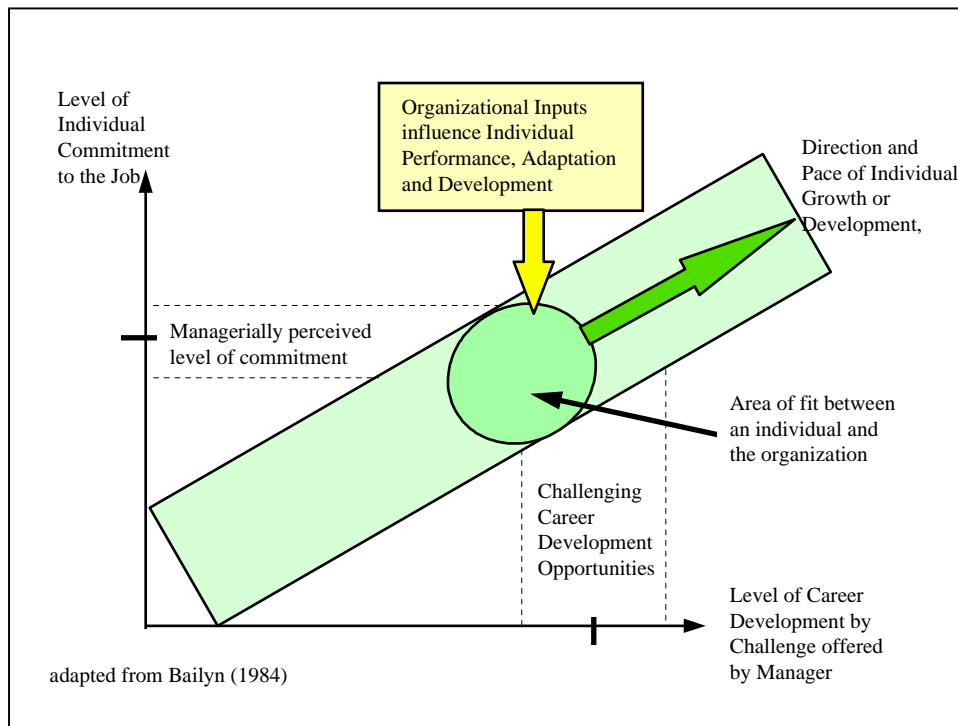 Level of
Individual
Commitment
to the Job
Organizational Inputs
influence Individual
Performance, Adaptation
and Development
Direction and
Pace of Individual
Growth or
Development,
Managerially perceived
level of commitment
Area of fit between
an individual and
the organization
Challenging
Career
Development
Opportunities
Level of Career
Development by
Challenge offered
by Manager
adapted from Bailyn (1984)